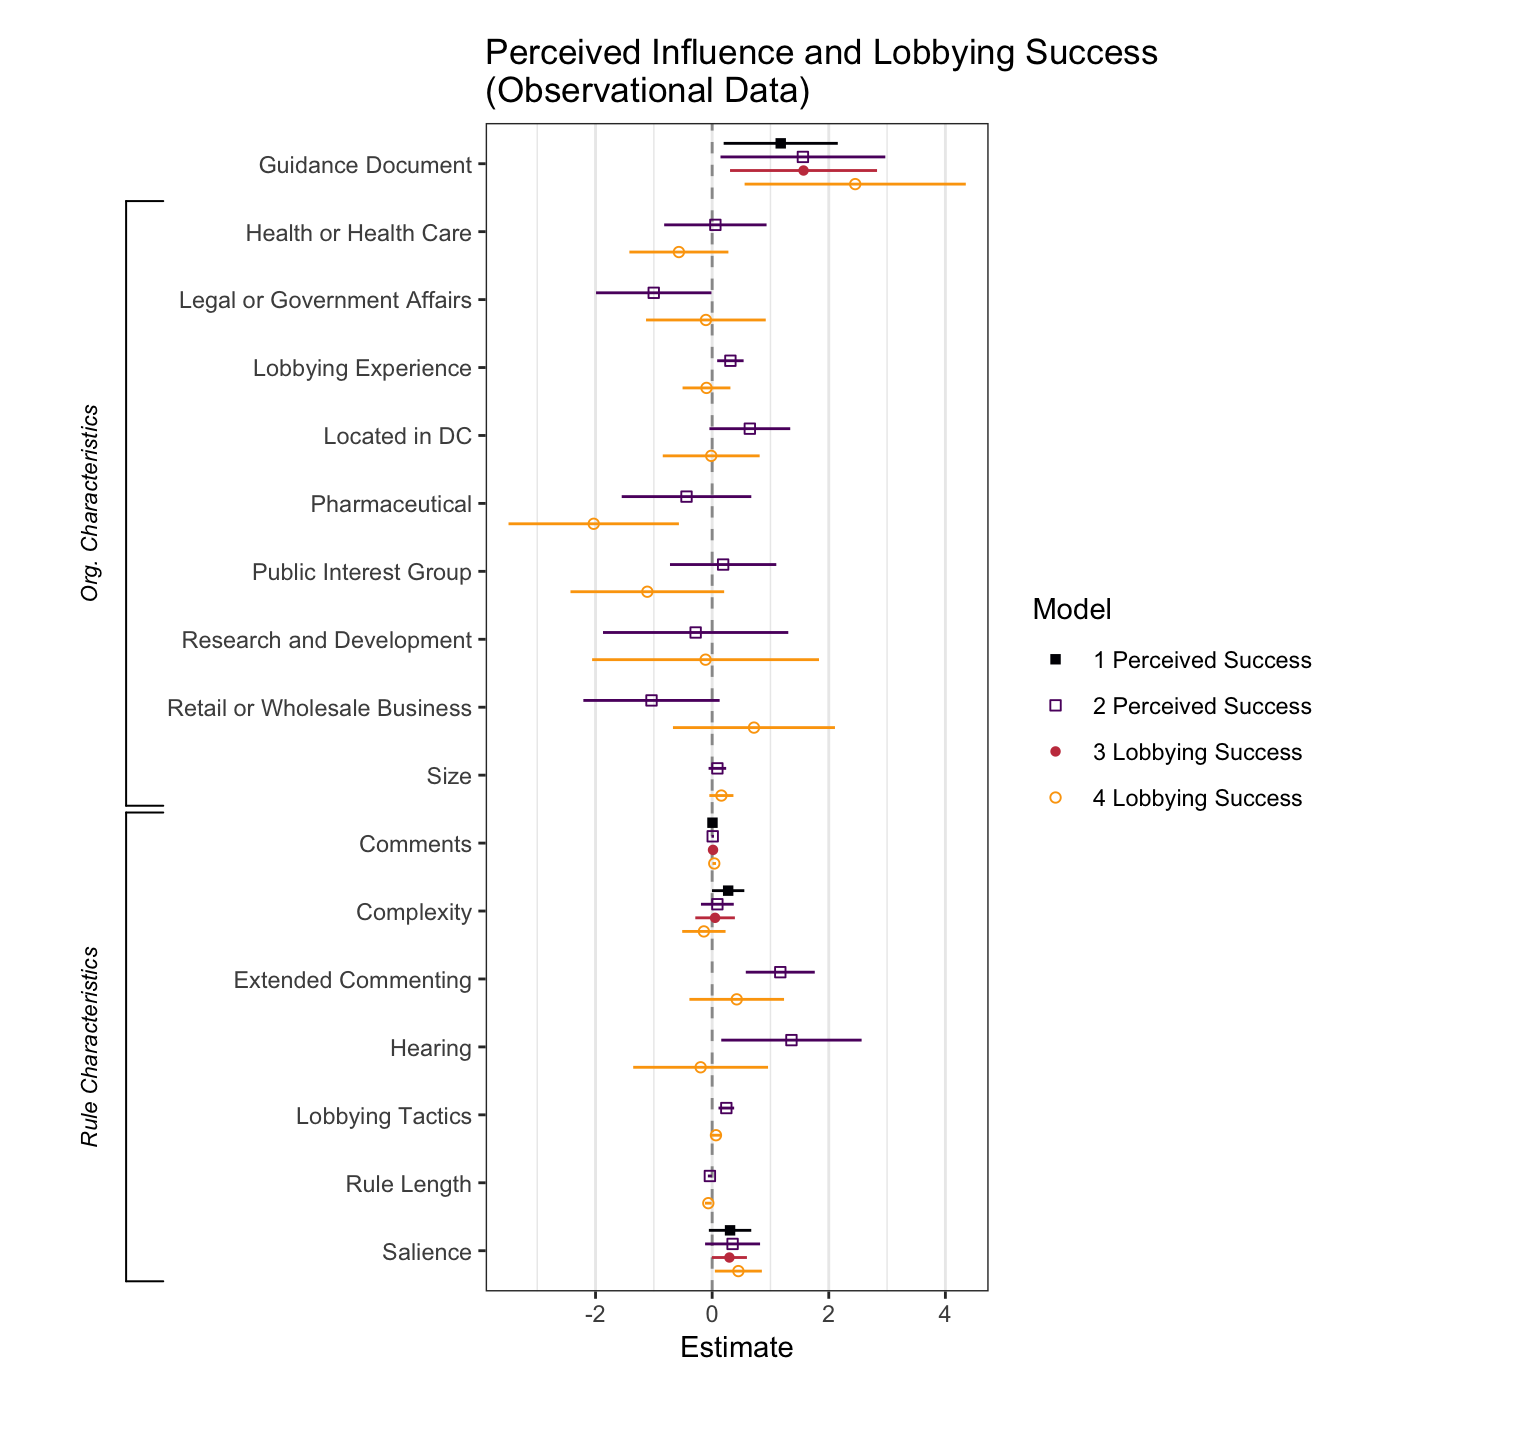 Perceived Influence and Lobbying Success
(Observational Data)
Guidance Document
Health or Health Care
Legal or Government Affairs
Lobbying Experience
Located in DC
Pharmaceutical
Public Interest Group
Research and Development
Retail or Wholesale Business
Size
Comments
Complexity
Extended Commenting
Hearing
Lobbying Tactics
Rule Length
Salience
Org. Characteristics
Rule Characteristics
-2 0 2 4
Estimate
Model
1 Perceived Success
2 Perceived Success
3 Lobbying Success
4 Lobbying Success